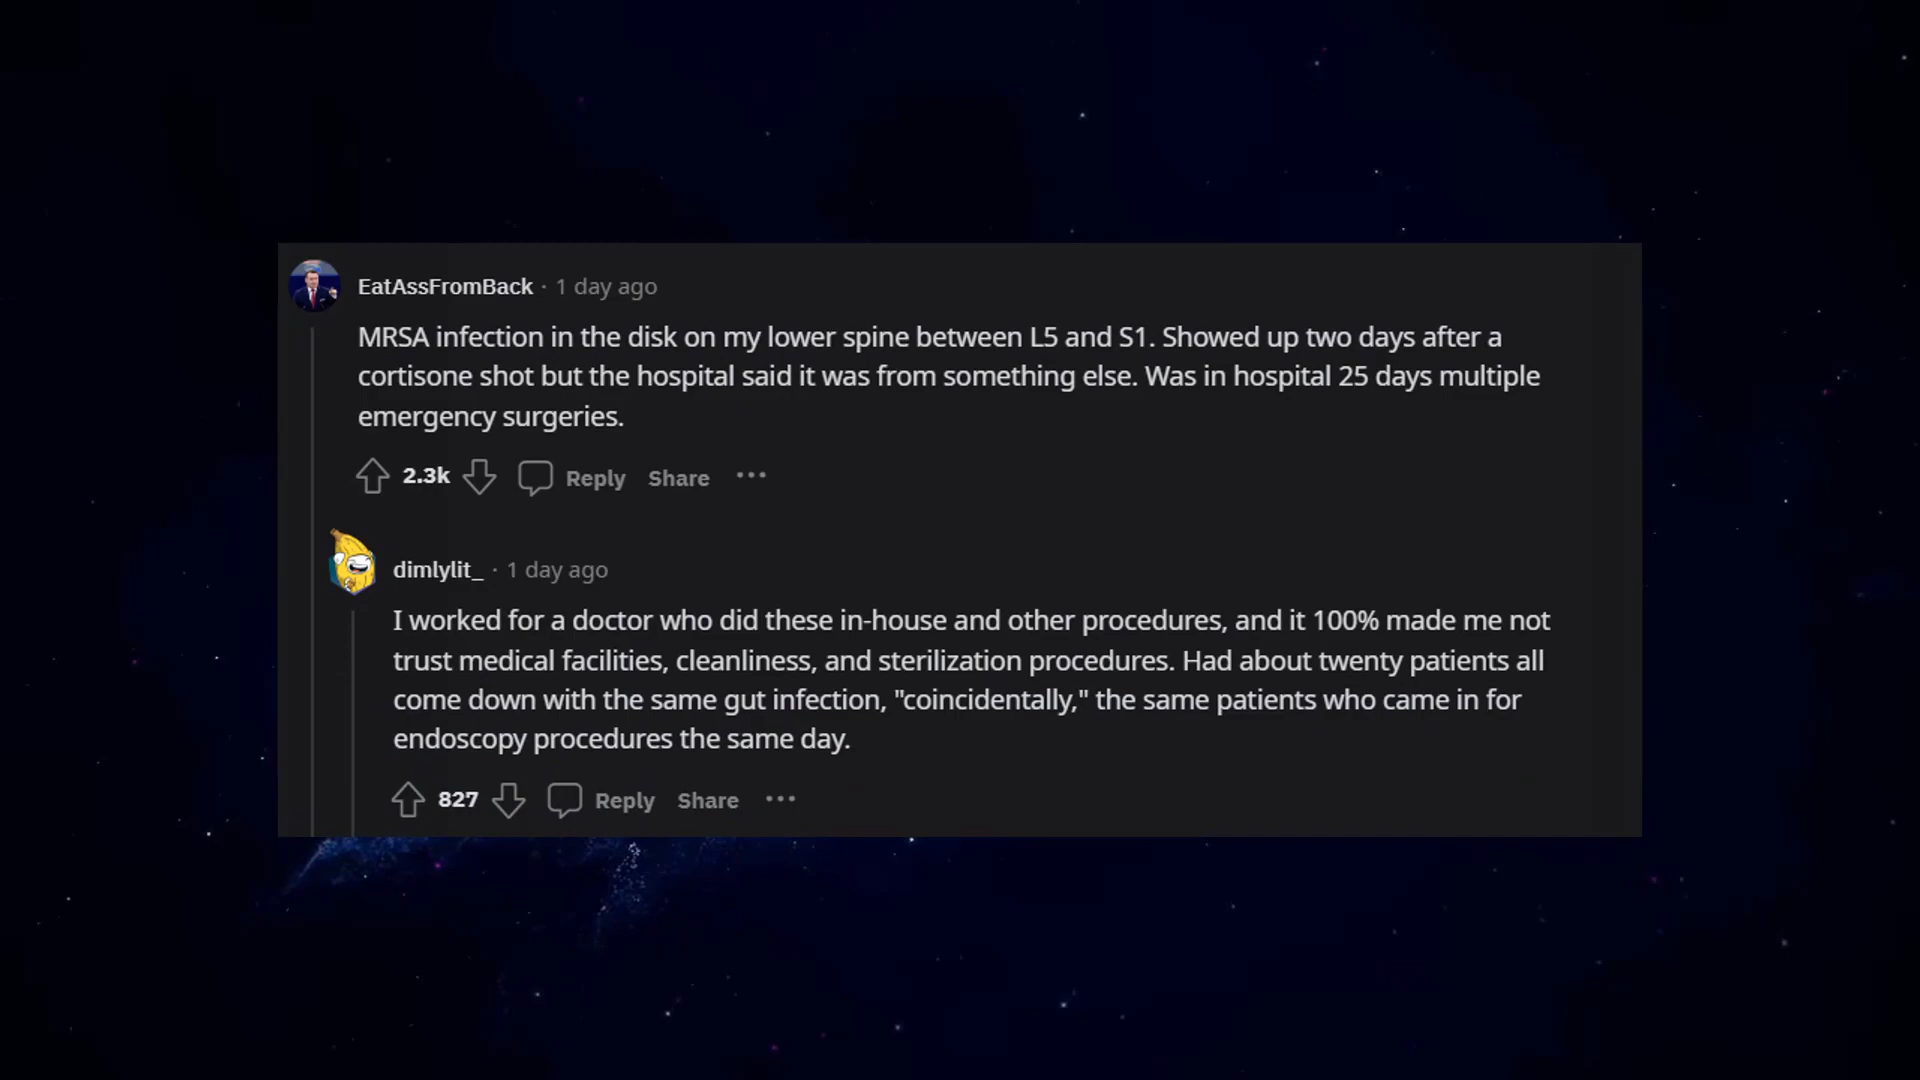 EatAssFromBack · 1 day ago
MRSA infection in the disk on my lower spine between L5 and S1. Showed up two days after a
cortisone shot but the hospital said it was from something else. Was in hospital 25 days multiple
emergency surgeries.
2.3k Reply Share ···
dimlylit_ · 1 day ago
I worked for a doctor who did these in-house and other procedures, and it 100% made me not
trust medical facilities, cleanliness, and sterilization procedures. Had about twenty patients all
come down with the same gut infection, "coincidentally," the same patients who came in for
endoscopy procedures the same day.
827 Reply Share ···